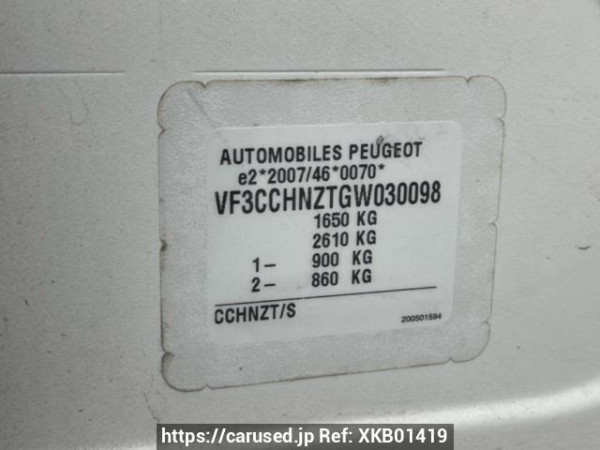 AUTOMOBILES PEUGEOT
e2*2007/46*0070*
VF3CCHNZTGW030098
1650 KG
2610 KG
1– 900 KG
2– 860 KG
CCHNZT/S 200801594
https://carused.jp Ref: XKB01419